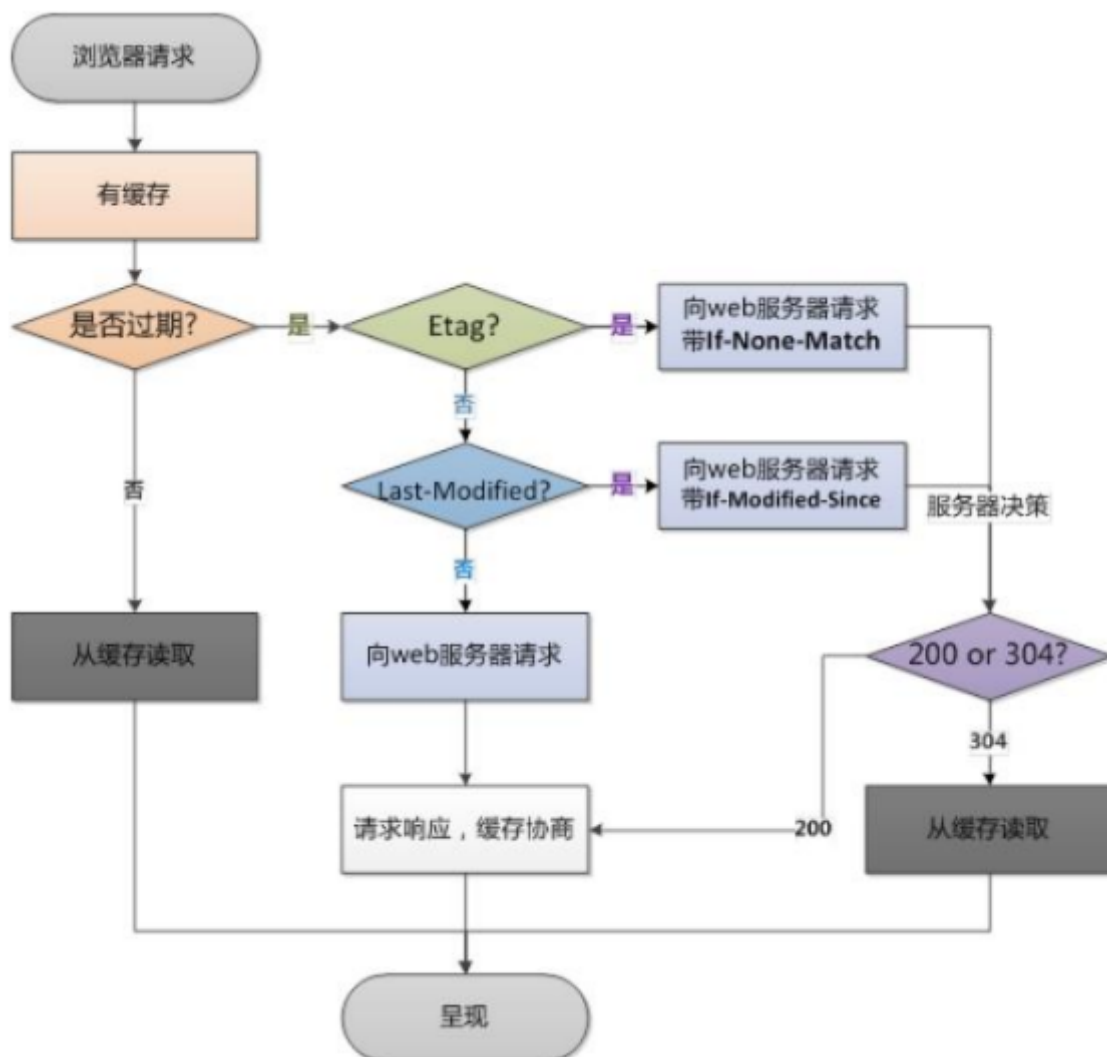 浏览器请求
有缓存
是否过期?
是
Etag?
是
向web服务器请求
带If-None-Match
否
否
Last-Modified?
是
向web服务器请求
带If-Modified-Since
服务器决策
否
从缓存读取
向web服务器请求
200 or 304?
304
请求响应，缓存协商
200
从缓存读取
呈现